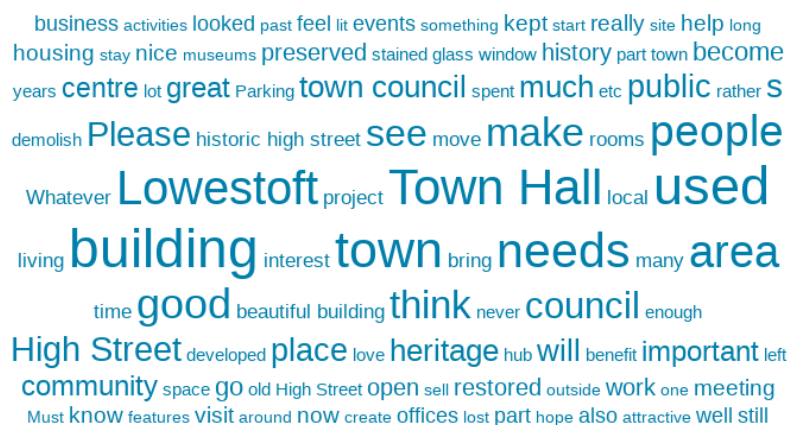 business activities looked past feel lit events something kept start really site help long
housing stay nice museums preserved stained glass window history part town become
years centre lot great Parking town council spent much etc public rather s
demolish Please historic high street see move make rooms people
Whatever Lowestoft project Town Hall local used
living building interest town bring needs many area
time good beautiful building think never council enough
High Street developed place love heritage hub will benefit important left
community space go old High Street open sell restored outside work one meeting
Must know features visit around now create offices lost part hope also attractive well still